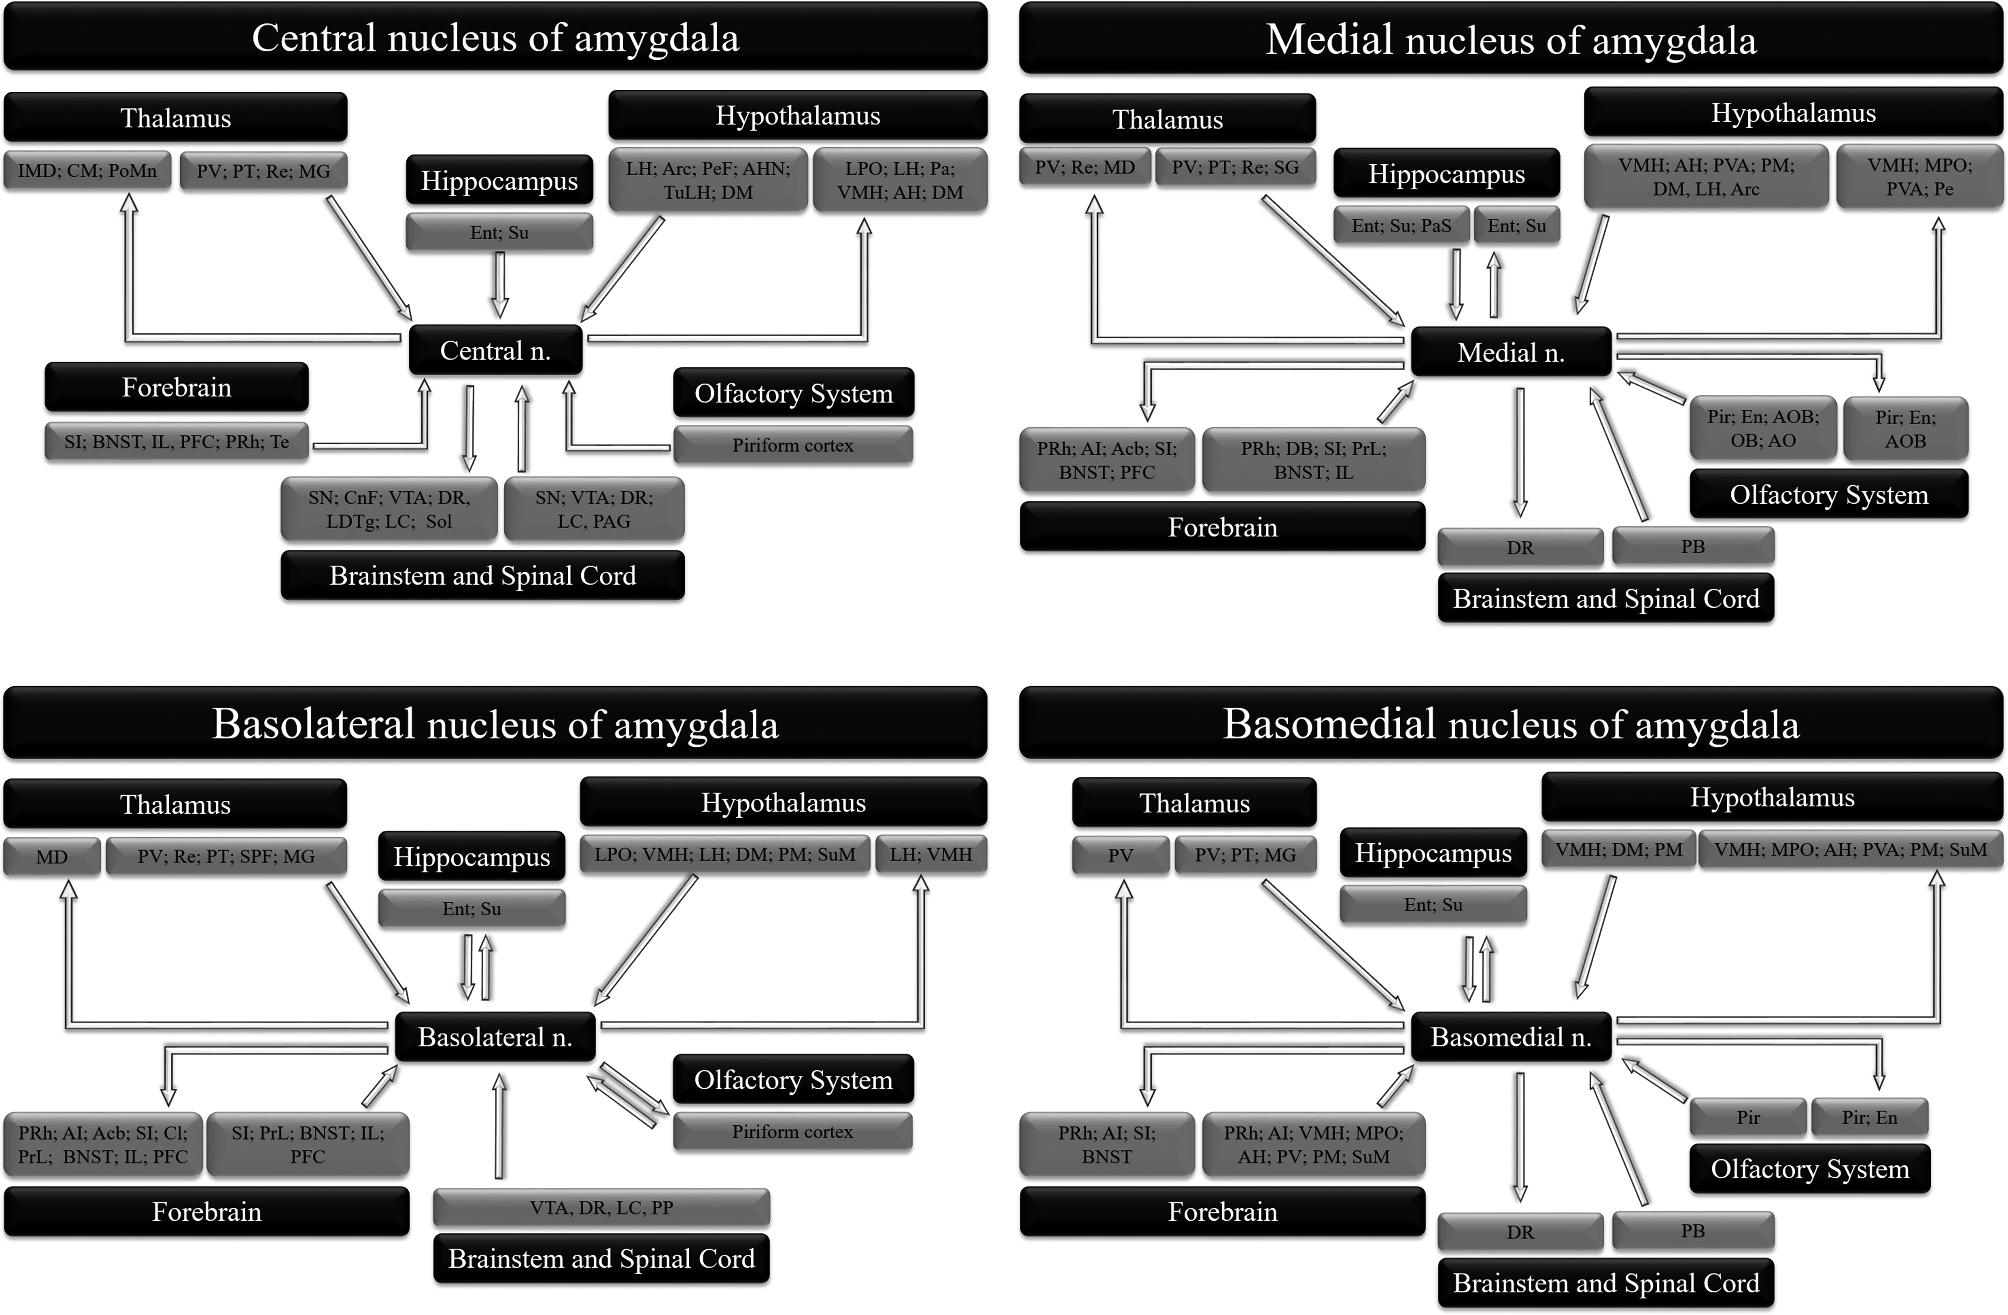 Central nucleus of amygdala
Thalamus
IMD; CM; PoMn
PV; PT; Re; MG
Hippocampus
Ent; Su
Hypothalamus
LH; Arc; PeF; AHN;
TuLH; DM
LPO; LH; Pa;
VMH; AH; DM
Central n.
Forebrain
SI; BNST, IL, PFC; PRh; Te
Olfactory System
Piriform cortex
SN; CnF; VTA; DR,
LDTg; LC; Sol
SN; VTA; DR;
LC, PAG
Brainstem and Spinal Cord
Medial nucleus of amygdala
Thalamus
PV; Re; MD
PV; PT; Re; SG
Hippocampus
Ent; Su; PaS
Ent; Su
Hypothalamus
VMH; AH; PVA; PM;
DM, LH, Arc
VMH; MPO;
PVA; Pe
Medial n.
PRh; AI; Acb; SI;
BNST; PFC
PRh; DB; SI; PrL;
BNST; IL
Forebrain
Pir; En; AOB;
OB; AO
Pir; En;
AOB
Olfactory System
DR
PB
Brainstem and Spinal Cord
Basolateral nucleus of amygdala
Thalamus
MD
PV; Re; PT; SPF; MG
Hippocampus
Ent; Su
Hypothalamus
LPO; VMH; LH; DM; PM; SuM
LH; VMH
Basolateral n.
Olfactory System
Piriform cortex
PRh; AI; Acb; SI; Cl;
PrL; BNST; IL; PFC
SI; PrL; BNST; IL;
PFC
Forebrain
VTA, DR, LC, PP
Brainstem and Spinal Cord
Basomedial nucleus of amygdala
Thalamus
PV
PV; PT; MG
Hippocampus
Ent; Su
Hypothalamus
VMH; DM; PM
VMH; MPO; AH; PVA; PM; SuM
Basomedial n.
PRh; AI; SI;
BNST
PRh; AI; VMH; MPO;
AH; PV; PM; SuM
Forebrain
Pir
Pir; En
Olfactory System
DR
PB
Brainstem and Spinal Cord